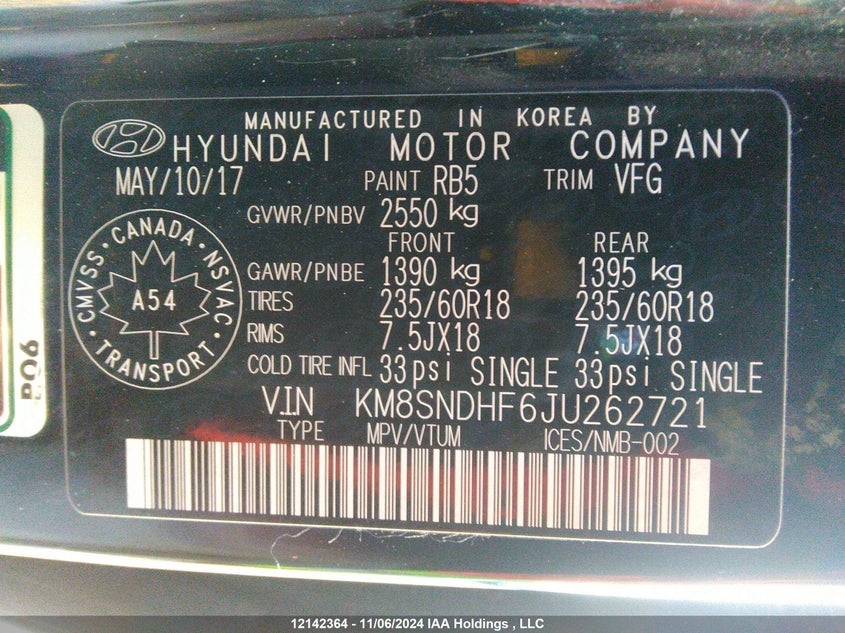 MANUFACTURED IN KOREA BY
HYUNDAI MOTOR COMPANY
MAY/10/17 PAINT RB5 TRIM VFG
GVWR/PNBV 2550 kg
FRONT REAR
GAWR/PNBE 1390 kg 1395 kg
TIRES 235/60R18 235/60R18
RIMS 7.5JX18 7.5JX18
COLD TIRE INFL 33psi SINGLE 33psi SINGLE
CMVSS · CANADA · NSVAC · TRANSPORT ·
A54
V.I.N KM8SNDHF6JU262721
TYPE MPV/VTUM ICES/NMB-002
12142364 - 11/06/2024 IAA Holdings , LLC